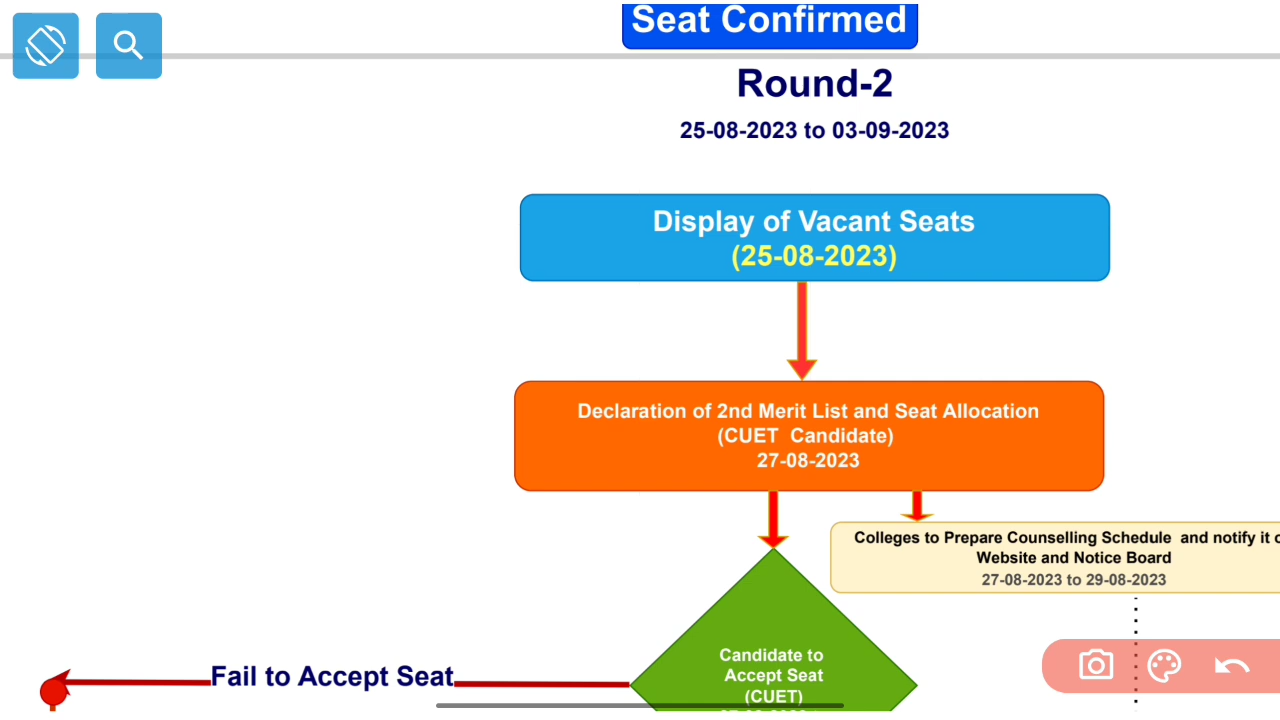 Seat Confirmed
Round-2
25-08-2023 to 03-09-2023
Display of Vacant Seats
(25-08-2023)
Declaration of 2nd Merit List and Seat Allocation
(CUET Candidate)
27-08-2023
Colleges to Prepare Counselling Schedule and notify it
Website and Notice Board
27-08-2023 to 29-08-2023
Candidate to
Accept Seat
(CUET)
Fail to Accept Seat